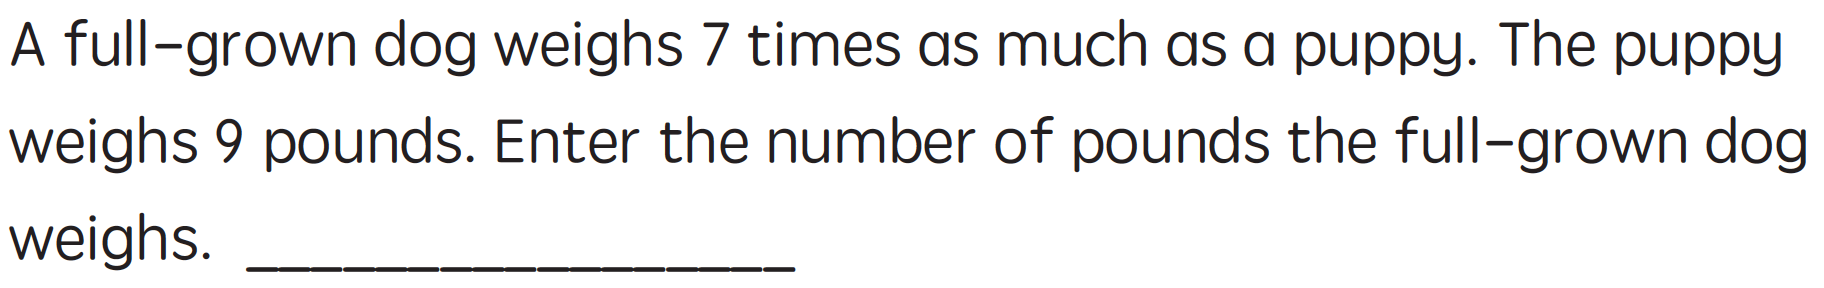 A full-grown dog weighs 7 times as much as a puppy. The puppy
weighs 9 pounds. Enter the number of pounds the full-grown dog
weighs. _________________